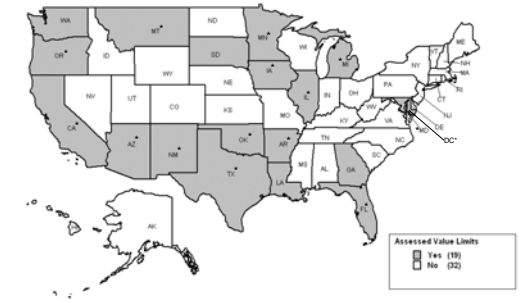 WA
MT*
ND
MN*
ME
OR*
ID
SD
WI
MI
VT
NH
NY
MA
WY
IA*
RI
NE
PA
CT
NV
UT
CO
IL*
IN
OH
NJ
WV
DE
CA*
KS
MO
KY
VA
MD
DC*
AZ*
NM*
OK*
AR*
TN
NC
SC
TX*
LA
MS
AL
GA
FL*
AK
Assessed Value Limits
Yes (19)
No (32)